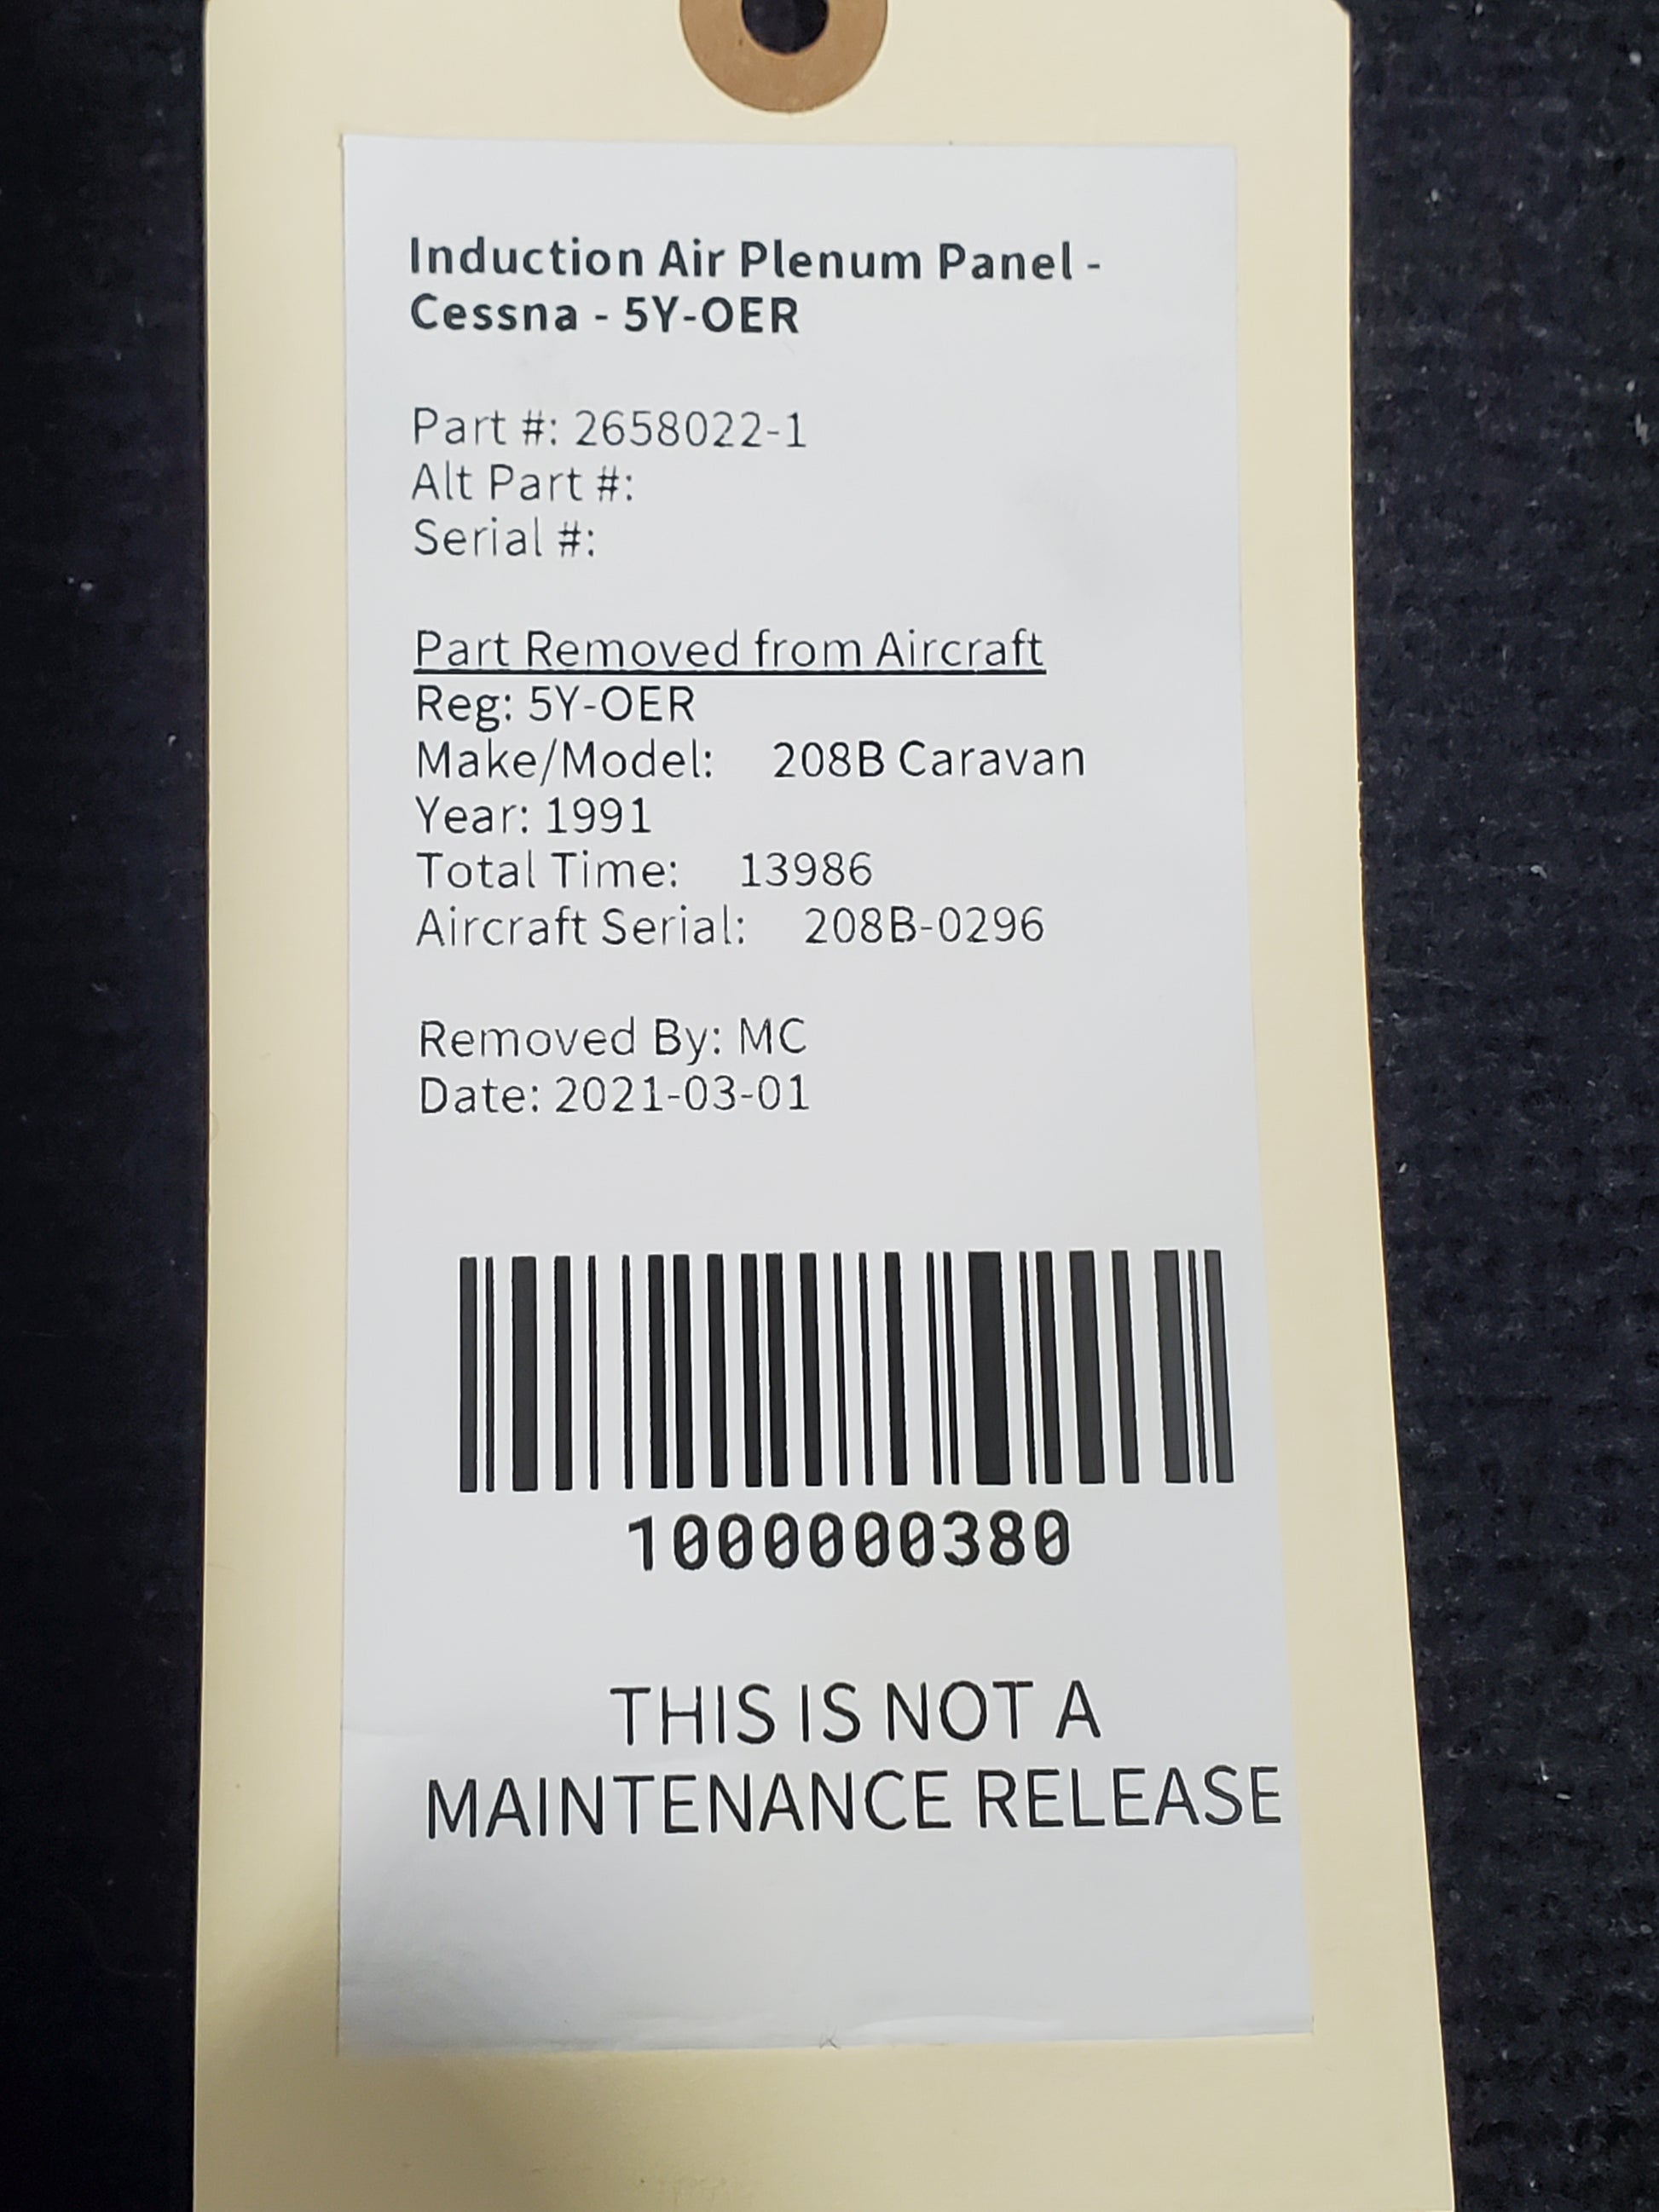 Induction Air Plenum Panel -
Cessna - 5Y-OER
Part #: 2658022-1
Alt Part #:
Serial #:
Part Removed from Aircraft
Reg: 5Y-OER
Make/Model: 208B Caravan
Year: 1991
Total Time: 13986
Aircraft Serial: 208B-0296
Removed By: MC
Date: 2021-03-01
1000000380
THIS IS NOT A
MAINTENANCE RELEASE